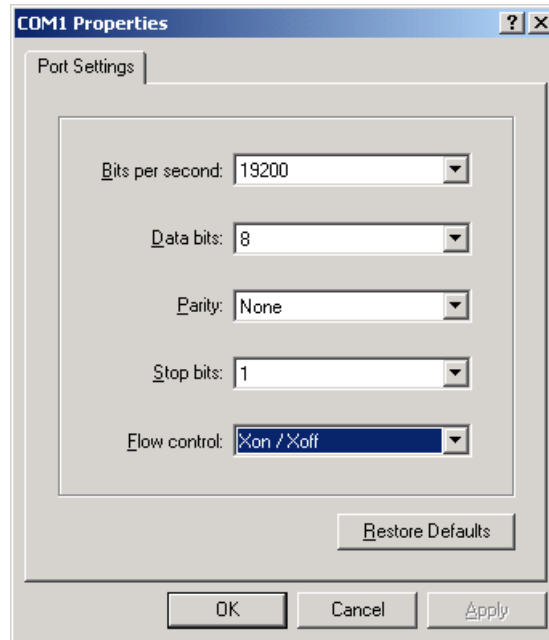 COM1 Properties
Port Settings
Bits per second: 19200
Data bits: 8
Parity: None
Stop bits: 1
Flow control: Xon / Xoff
Restore Defaults
OK Cancel Apply